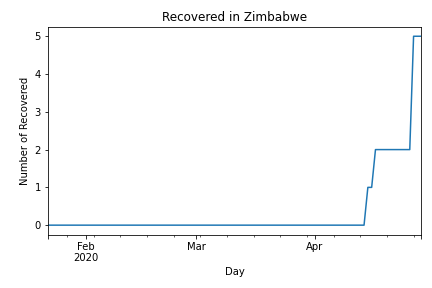 Recovered in Zimbabwe
Number of Recovered
5
4
3
2
1
0
Feb
2020
Mar
Apr
Day